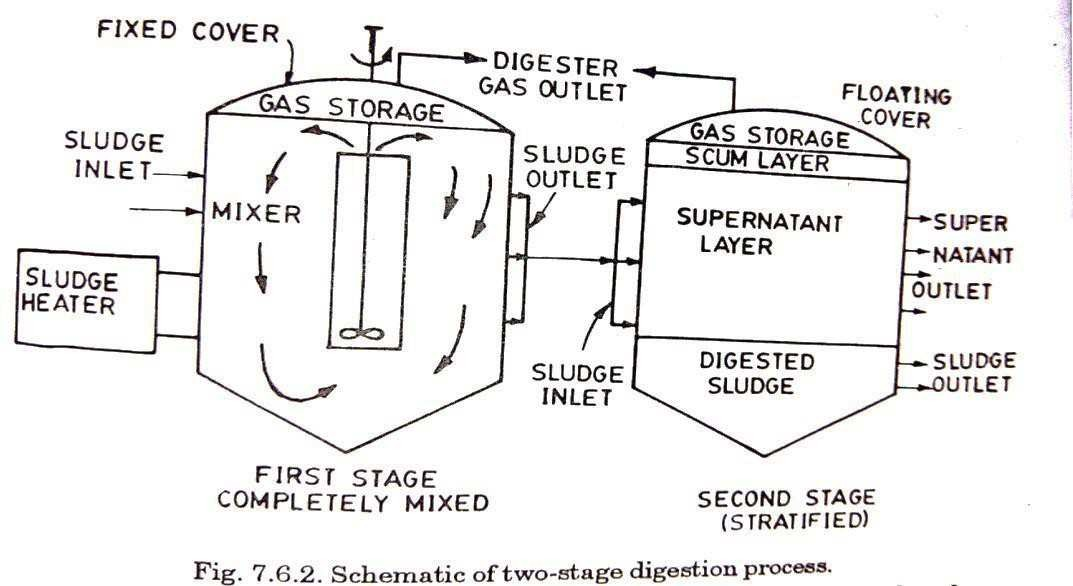 FIXED COVER
DIGESTER
GAS OUTLET
FLOATING
COVER
GAS STORAGE
GAS STORAGE
SCUM LAYER
SLUDGE
INLET
SLUDGE
OUTLET
MIXER
SUPERNATANT
LAYER
SUPER
NATANT
OUTLET
SLUDGE
HEATER
SLUDGE
INLET
DIGESTED
SLUDGE
SLUDGE
OUTLET
FIRST STAGE
COMPLETELY MIXED
SECOND STAGE
(STRATIFIED)
Fig. 7.6.2. Schematic of two-stage digestion process.